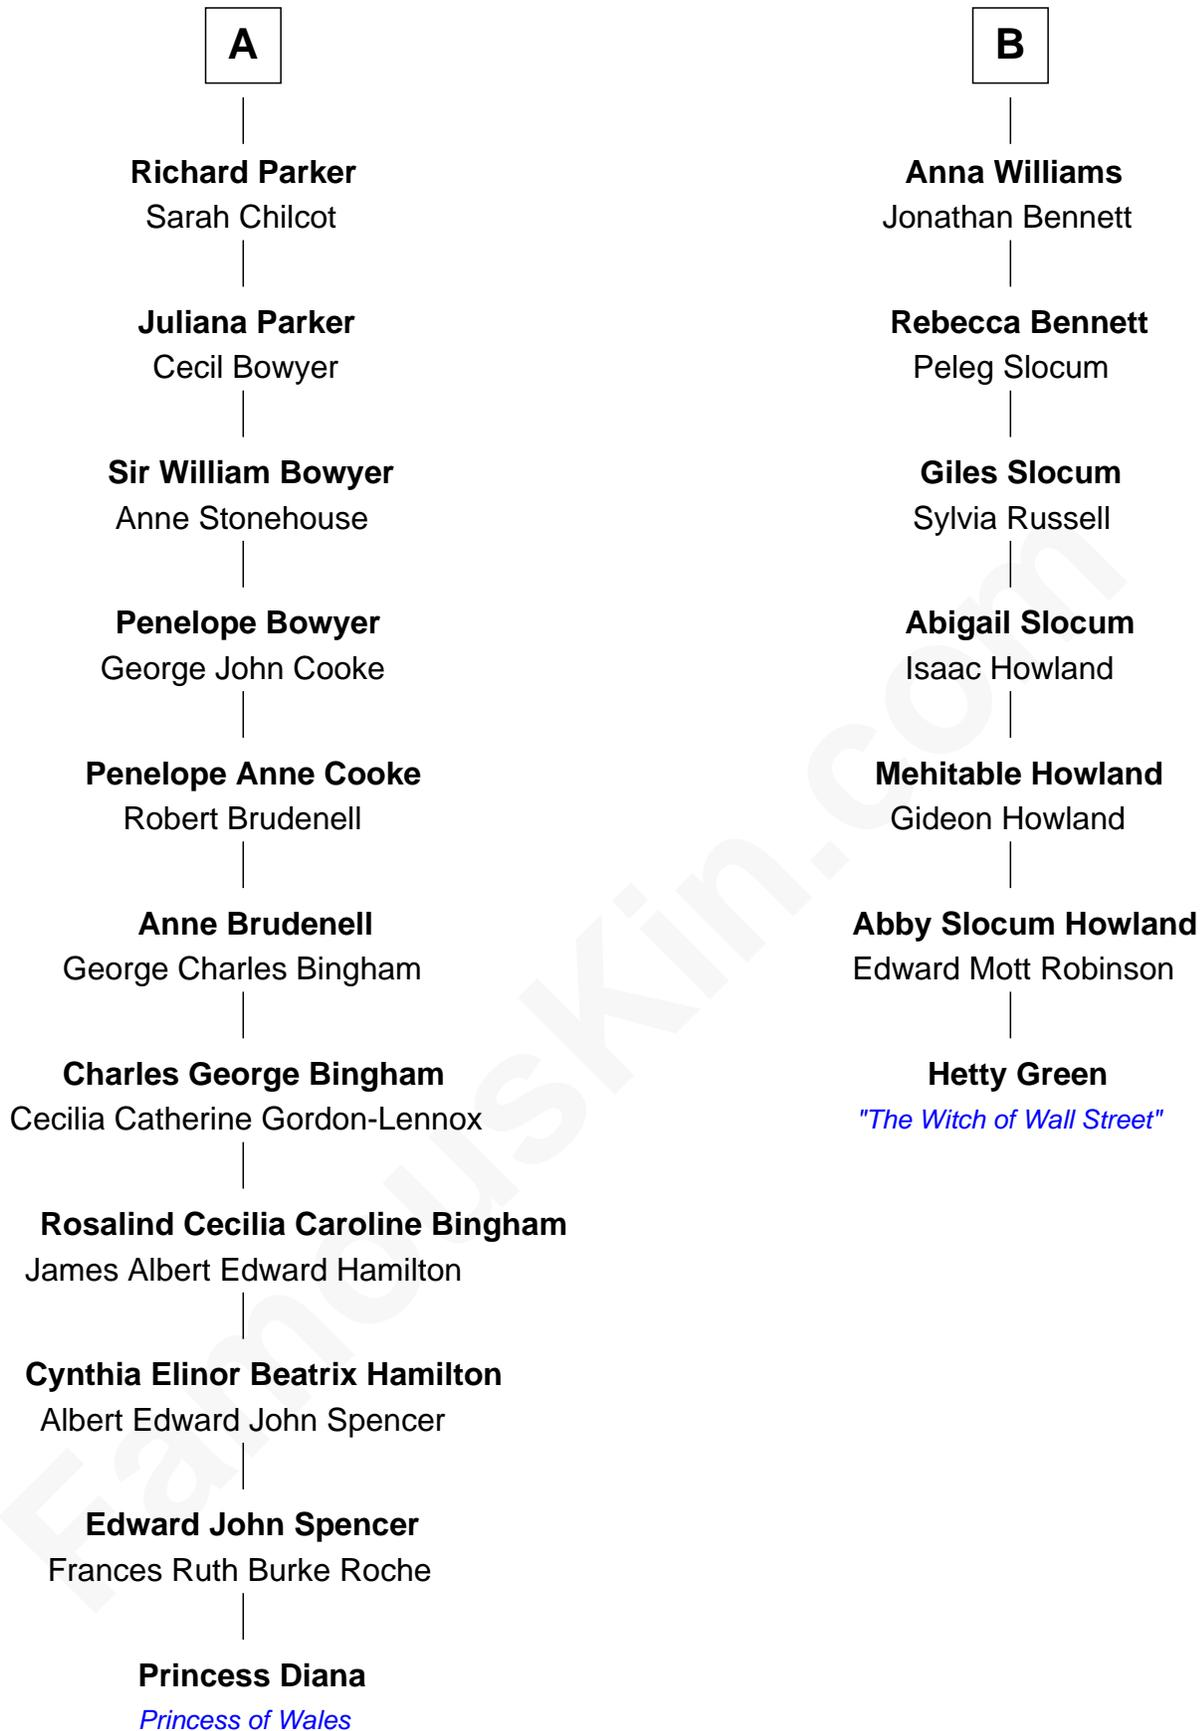 A
Richard Parker
Sarah Chilcot
Juliana Parker
Cecil Bowyer
Sir William Bowyer
Anne Stonehouse
Penelope Bowyer
George John Cooke
Penelope Anne Cooke
Robert Brudenell
Anne Brudenell
George Charles Bingham
Charles George Bingham
Cecilia Catherine Gordon-Lennox
Rosalind Cecilia Caroline Bingham
James Albert Edward Hamilton
Cynthia Elinor Beatrix Hamilton
Albert Edward John Spencer
Edward John Spencer
Frances Ruth Burke Roche
Princess Diana
Princess of Wales
B
Anna Williams
Jonathan Bennett
Rebecca Bennett
Peleg Slocum
Giles Slocum
Sylvia Russell
Abigail Slocum
Isaac Howland
Mehitable Howland
Gideon Howland
Abby Slocum Howland
Edward Mott Robinson
Hetty Green
"The Witch of Wall Street"
FamousKin.com